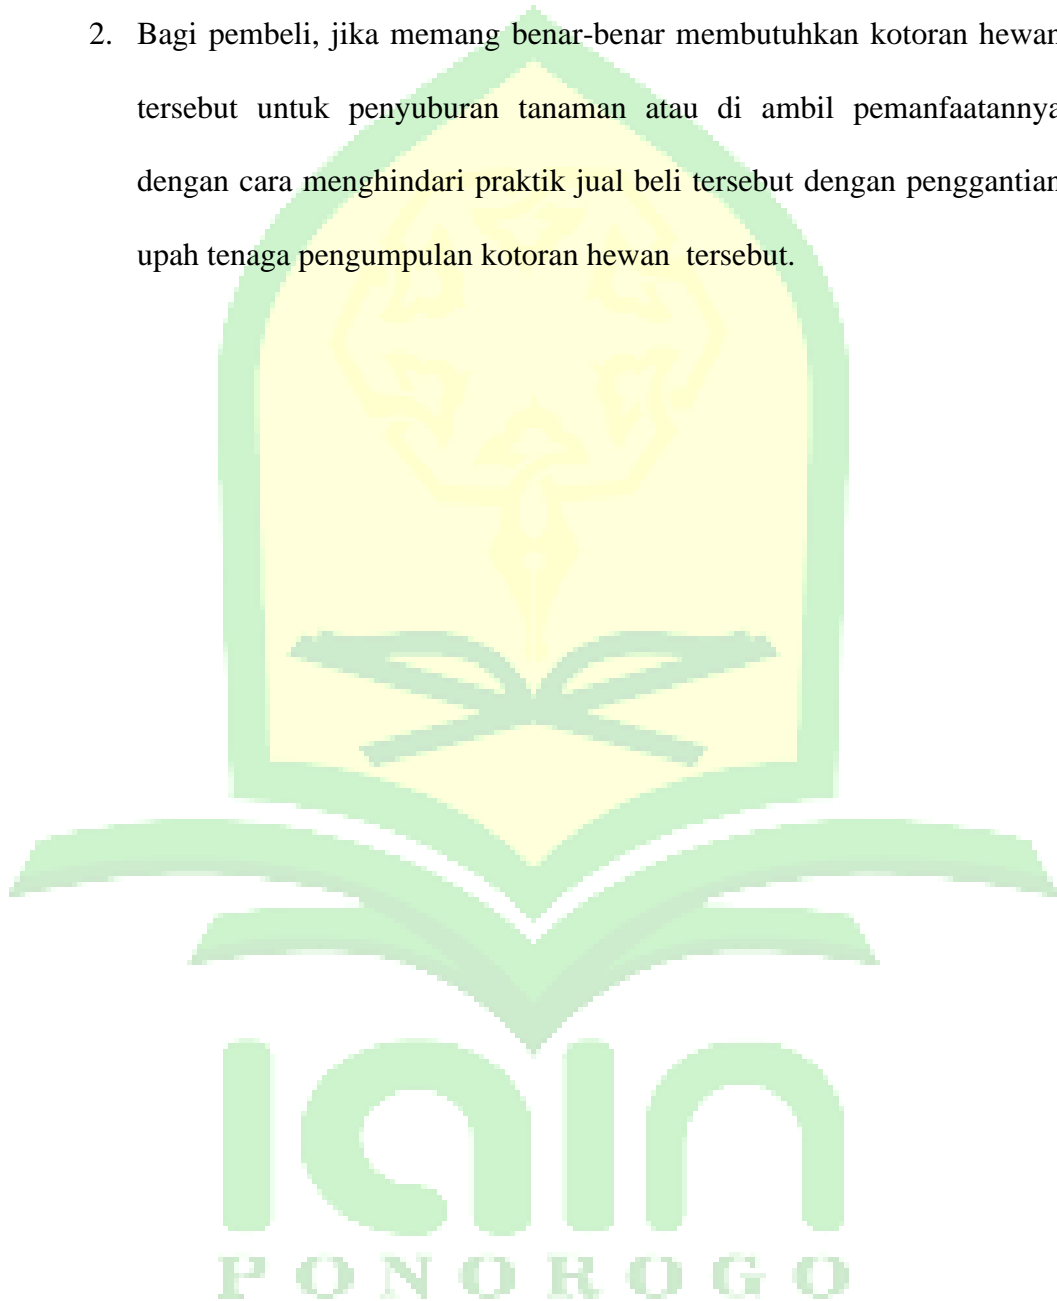 2. Bagi pembeli, jika memang benar-benar membutuhkan kotoran hewan
tersebut untuk penyuburan tanaman atau di ambil pemanfaatannya
dengan cara menghindari praktik jual beli tersebut dengan penggantian
upah tenaga pengumpulan kotoran hewan tersebut.
iain
PONOROGO